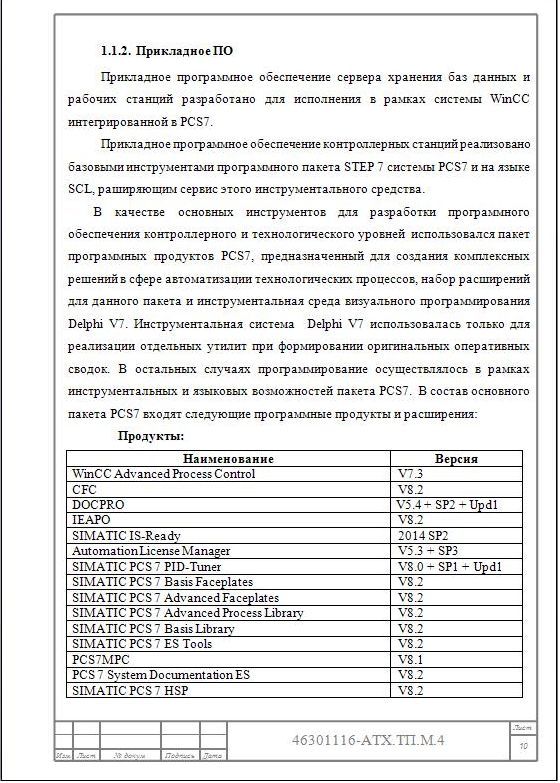 1.1.2. Прикладное ПО
Прикладное программное обеспечение сервера хранения баз данных и
рабочих станций разработано для исполнения в рамках системы WinCC
интегрированной в PCS7.
Прикладное программное обеспечение контроллерных станций реализовано
базовыми инструментами программного пакета STEP 7 системы PCS7 и на языке
SCL, раширяющим сервис этого инструментального средства.
В качестве основных инструментов для разработки программного
обеспечения контроллерного и технологического уровней использовался пакет
программных продуктов PCS7, предназначенный для создания комплексных
решений в сфере автоматизации технологических процессов, набор расширений
для данного пакета и инструментальная среда визуального программирования
Delphi V7. Инструментальная система Delphi V7 использовалась только для
реализации отдельных утилит при формировании оригинальных оперативных
сводок. В остальных случаях программирование осуществлялось в рамках
инструментальных и языковых возможностей пакета PCS7. В состав основного
пакета PCS7 входят следующие программные продукты и расширения:
Продукты:
Наименование Версия
WinCC Advanced Process Control V7.3
CFC V8.2
DOCPRO V5.4 + SP2 + Upd1
IEAPO V8.2
SIMATIC IS-Ready 2014 SP2
Automation License Manager V5.3 + SP3
SIMATIC PCS 7 PID-Tuner V8.0 + SP1 + Upd1
SIMATIC PCS 7 Basis Faceplates V8.2
SIMATIC PCS 7 Advanced Faceplates V8.2
SIMATIC PCS 7 Advanced Process Library V8.2
SIMATIC PCS 7 Basis Library V8.2
SIMATIC PCS 7 ES Tools V8.2
PCS7MPC V8.1
PCS 7 System Documentation ES V8.2
SIMATIC PCS 7 HSP V8.2
46301116-АТХ.ТП.М.4
Лист
10
Изм. Лист № докум. Подпись Дата